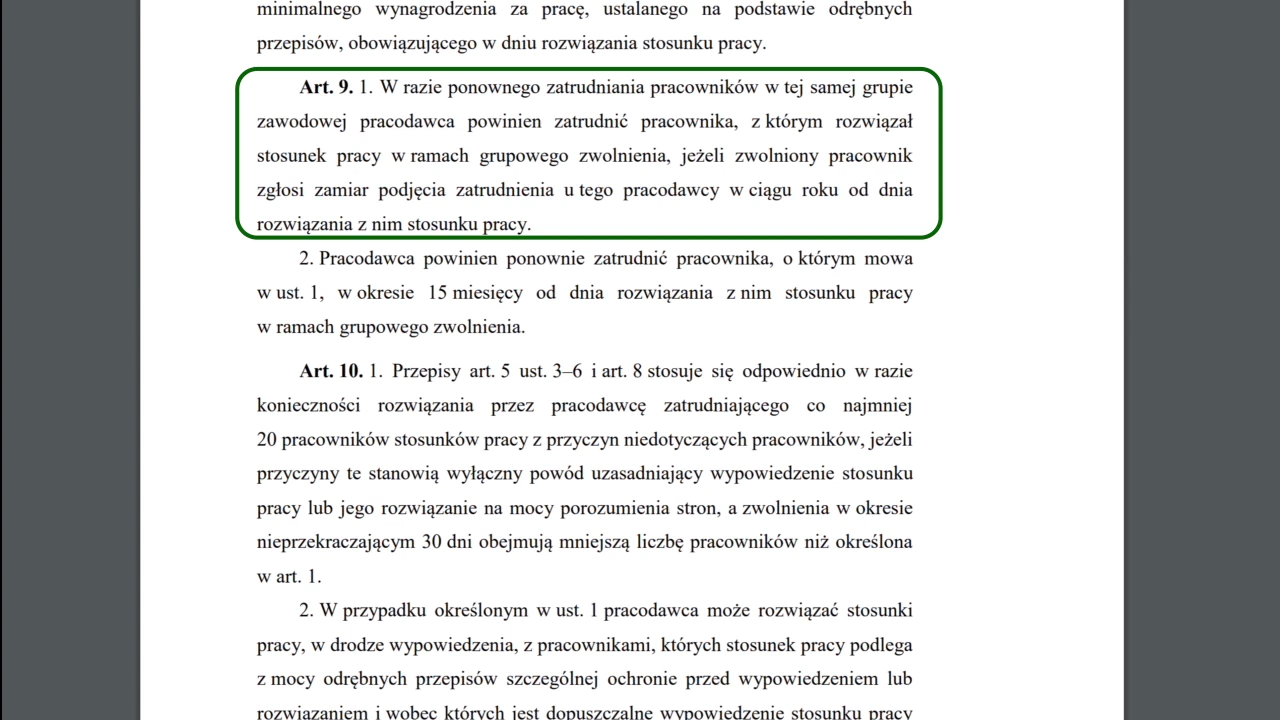 minimalnego wynagrodzenia za pracę, ustalanego na podstawie odrębnych
przepisów, obowiązującego w dniu rozwiązania stosunku pracy.
Art. 9. 1. W razie ponownego zatrudniania pracowników w tej samej grupie
zawodowej pracodawca powinien zatrudnić pracownika, z którym rozwiązał
stosunek pracy w ramach grupowego zwolnienia, jeżeli zwolniony pracownik
zgłosi zamiar podjęcia zatrudnienia u tego pracodawcy w ciągu roku od dnia
rozwiązania z nim stosunku pracy.
2. Pracodawca powinien ponownie zatrudnić pracownika, o którym mowa
w ust. 1, w okresie 15 miesięcy od dnia rozwiązania z nim stosunku pracy
w ramach grupowego zwolnienia.
Art. 10. 1. Przepisy art. 5 ust. 3–6 i art. 8 stosuje się odpowiednio w razie
konieczności rozwiązania przez pracodawcę zatrudniającego co najmniej
20 pracowników stosunków pracy z przyczyn niedotyczących pracowników, jeżeli
przyczyny te stanowią wyłączny powód uzasadniający wypowiedzenie stosunku
pracy lub jego rozwiązanie na mocy porozumienia stron, a zwolnienia w okresie
nieprzekraczającym 30 dni obejmują mniejszą liczbę pracowników niż określona
w art. 1.
2. W przypadku określonym w ust. 1 pracodawca może rozwiązać stosunki
pracy, w drodze wypowiedzenia, z pracownikami, których stosunek pracy podlega
z mocy odrębnych przepisów szczególnej ochronie przed wypowiedzeniem lub
rozwiązaniem i wobec których jest dopuszczalne wypowiedzenie stosunku pracy